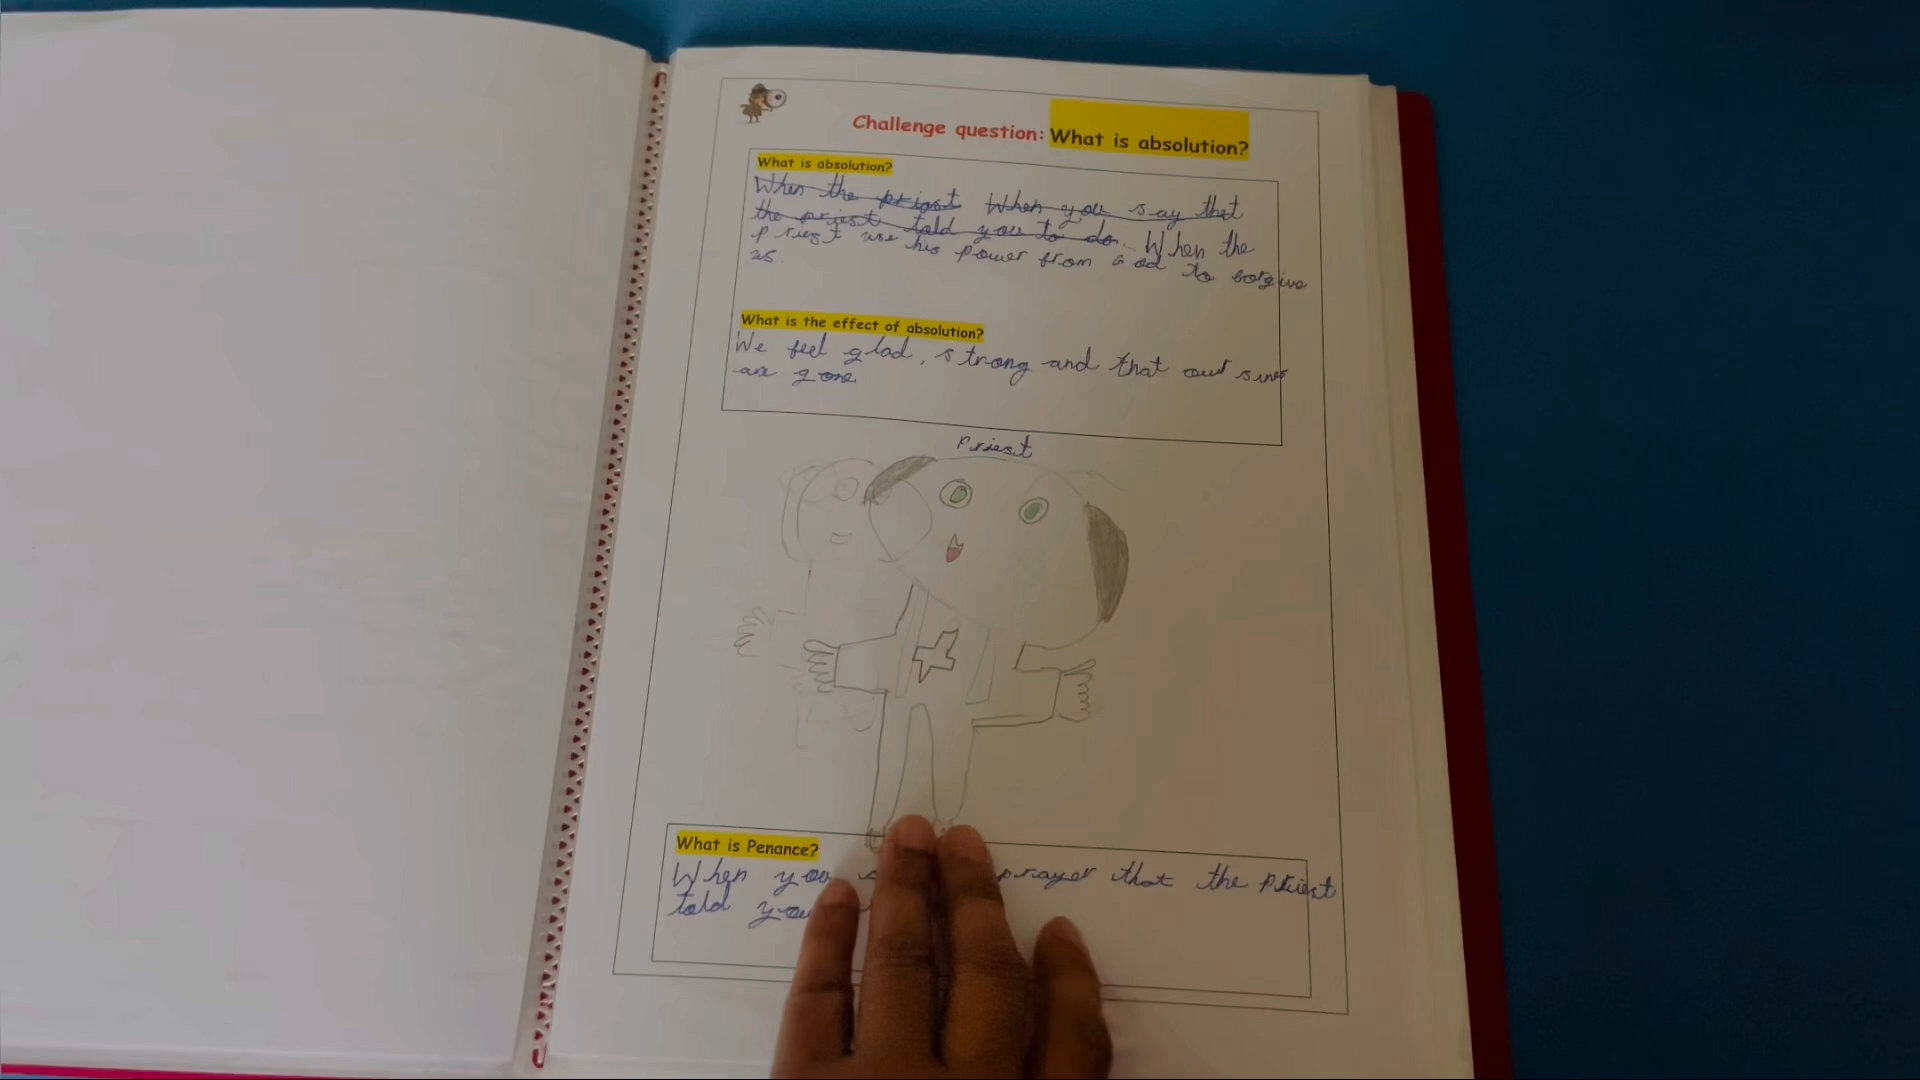 Challenge question: What is absolution?
What is absolution?
When the priast When you say that
the priest told you to do. When the
priest use his power from God to forgive
us.
What is the effect of absolution?
We feel glad, strong and that our sines
are gone
Priest
What is Penance?
When you prayer that the priest
told you